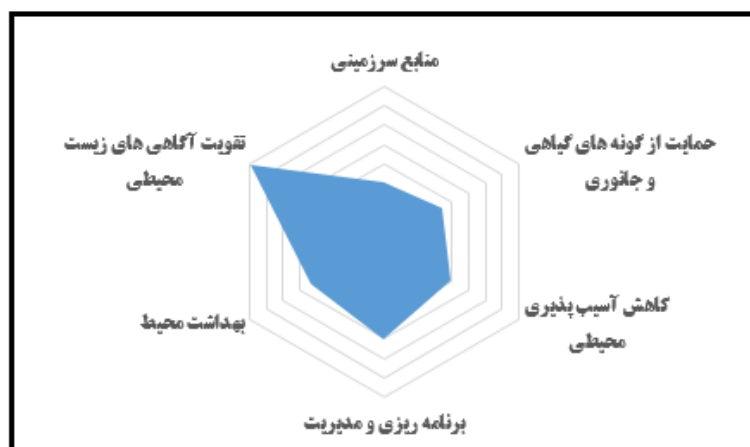 منابع سرزمینی
حمایت از گونه های گیاهی
و جانوری
کاهش آسیب پذیری
محیطی
برنامه ریزی و مدیریت
بهداشت محیط
تقویت آگاهی های زیست
محیطی